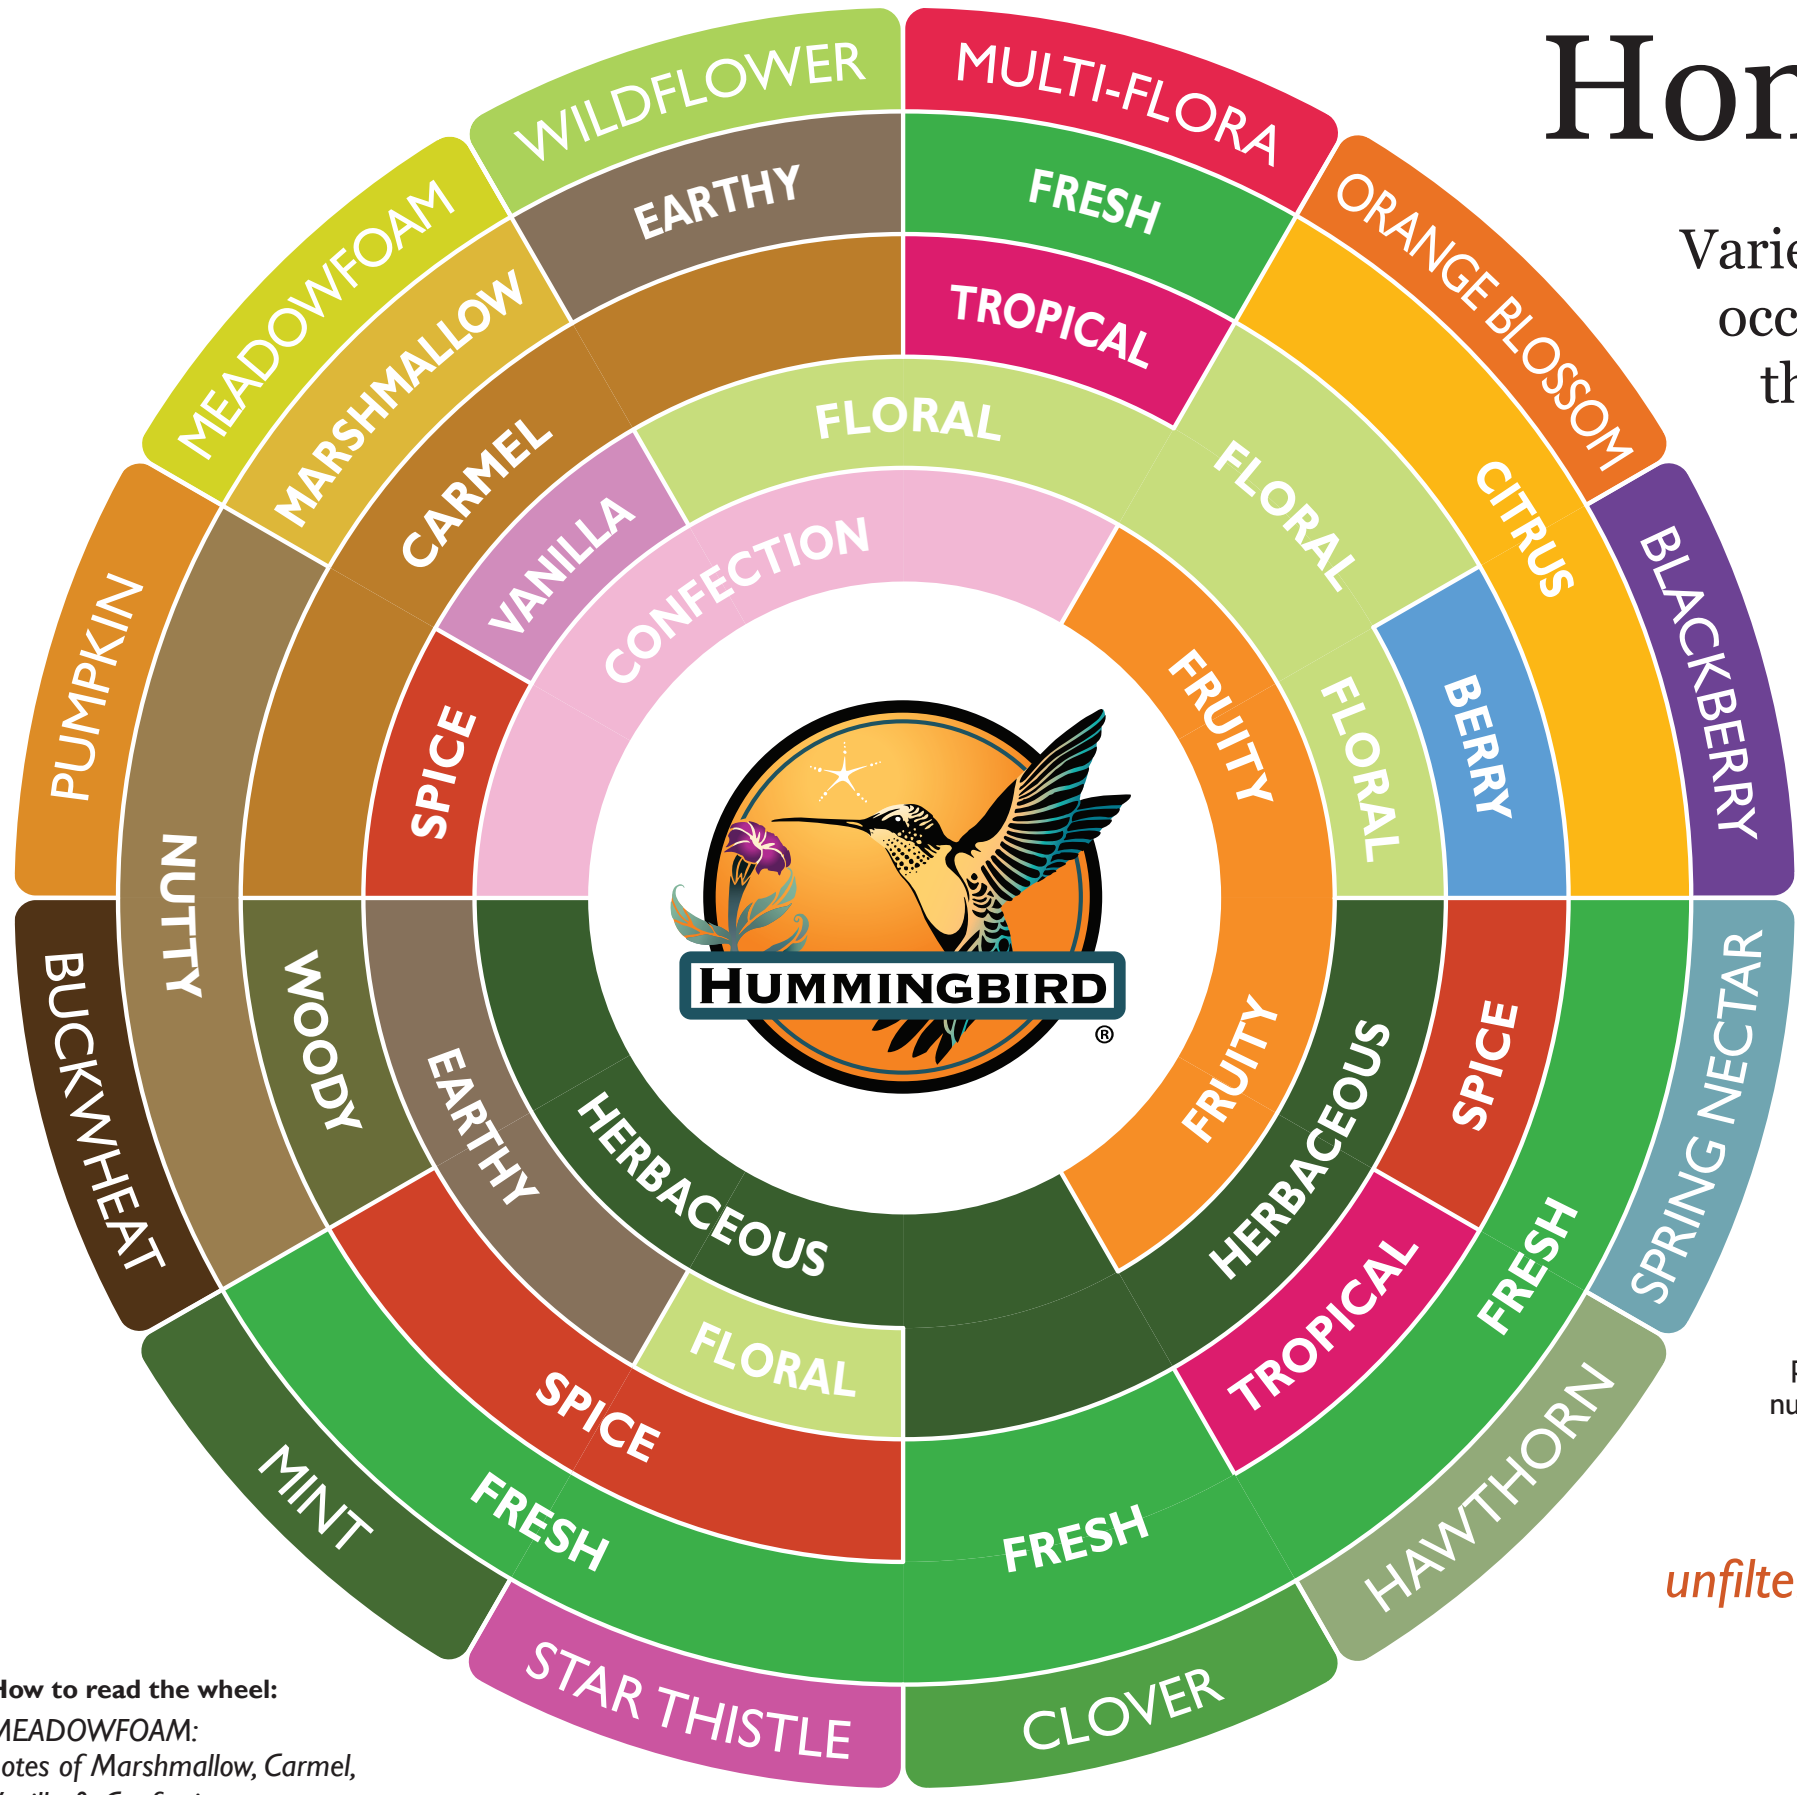 Hon
Varie
occ
th
WILDFLOWER
MULTI-FLORA
ORANGE BLOSSOM
BLACKBERRY
SPRING NECTAR
HAWTHORN
CLOVER
STAR THISTLE
MINT
BUCKWHEAT
PUMPKIN
MEADOWFOAM
EARTHY
FRESH
CITRUS
FRESH
FRESH
FRESH
NUTTY
MARSHMALLOW
TROPICAL
FLORAL
BERRY
SPICE
TROPICAL
SPICE
WOODY
CARMEL
FLORAL
FLORAL
HERBACEOUS
FLORAL
EARTHY
SPICE
VANILLA
CONFECTION
FRUITY
FRUITY
HERBACEOUS
HUMMINGBIRD
®
nu
unfilte
How to read the wheel:
MEADOWFOAM:
otes of Marshmallow, Carmel,